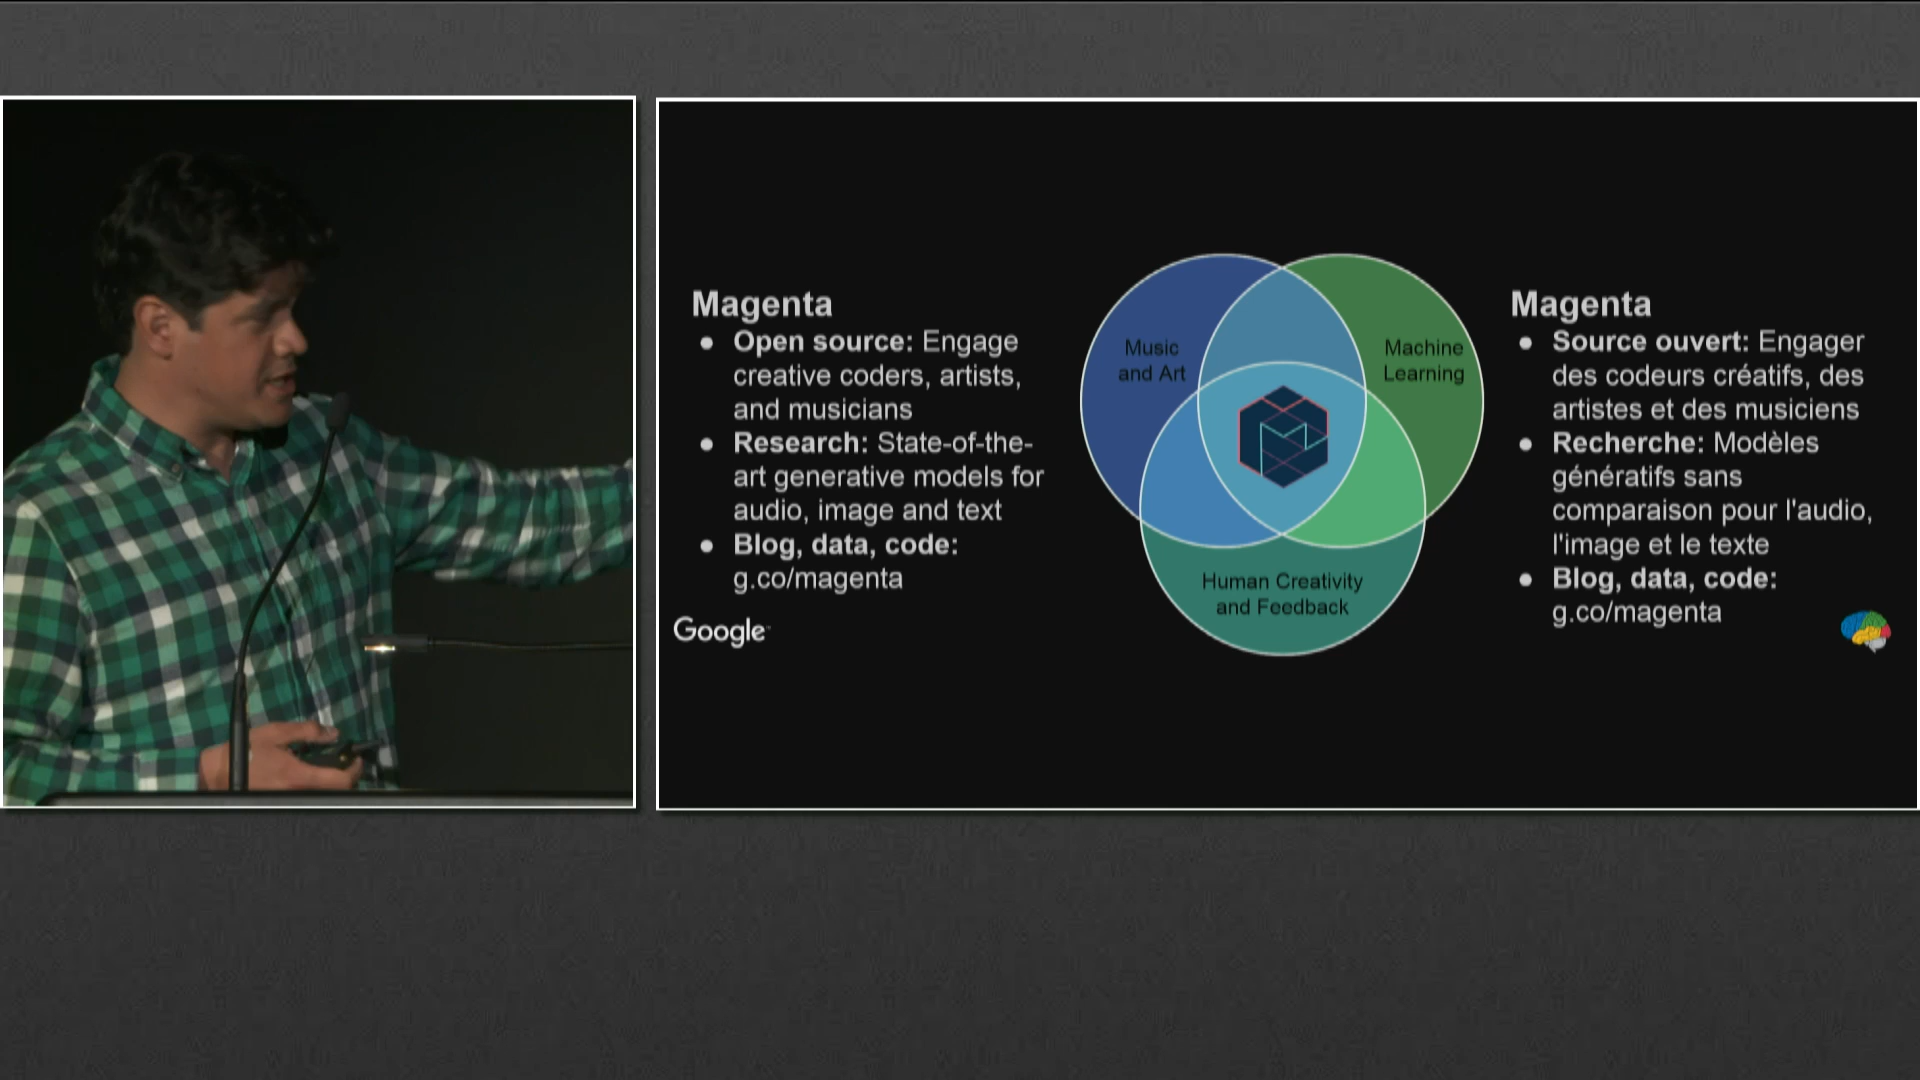 Magenta
● Open source: Engage
creative coders, artists,
and musicians
● Research: State-of-the-
art generative models for
audio, image and text
● Blog, data, code:
g.co/magenta
Google
Music
and Art
Machine
Learning
Human Creativity
and Feedback
Magenta
● Source ouvert: Engager
des codeurs créatifs, des
artistes et des musiciens
● Recherche: Modèles
génératifs sans
comparaison pour l'audio,
l'image et le texte
● Blog, data, code:
g.co/magenta